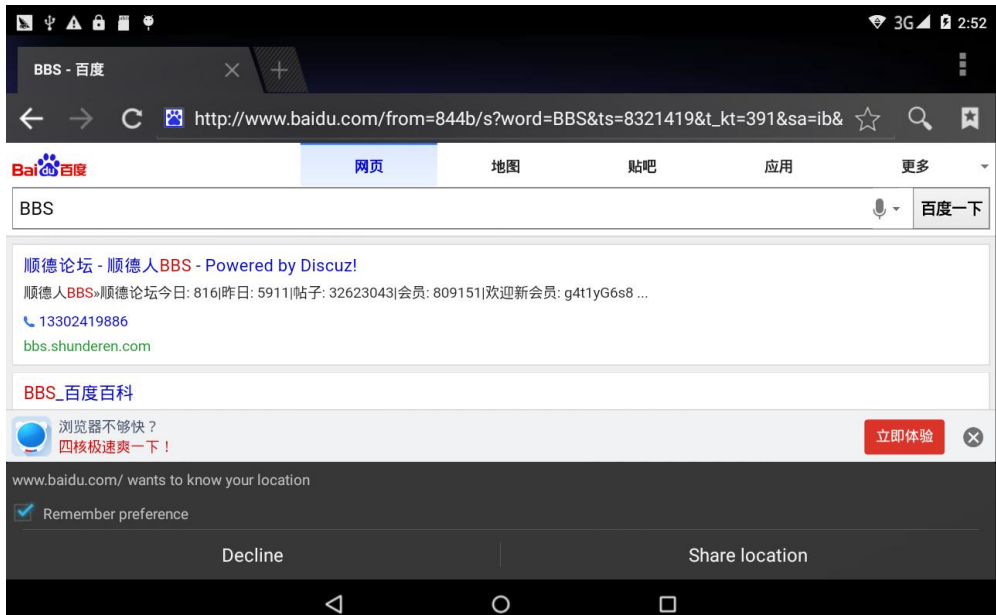 3G 2:52
BBS - 百度
http://www.baidu.com/from=844b/s?word=BBS&ts=8321419&t_kt=391&sa=ib&
Bai du 百度 网页 地图 贴吧 应用 更多
BBS 百度一下
顺德论坛 - 顺德人BBS - Powered by Discuz!
顺德人BBS»顺德论坛今日: 816|昨日: 5911|帖子: 32623043|会员: 809151|欢迎新会员: g4t1yG6s8 ...
13302419886
bbs.shunderen.com
BBS_百度百科
浏览器不够快？
四核极速爽一下！
立即体验
www.baidu.com/ wants to know your location
Remember preference
Decline Share location